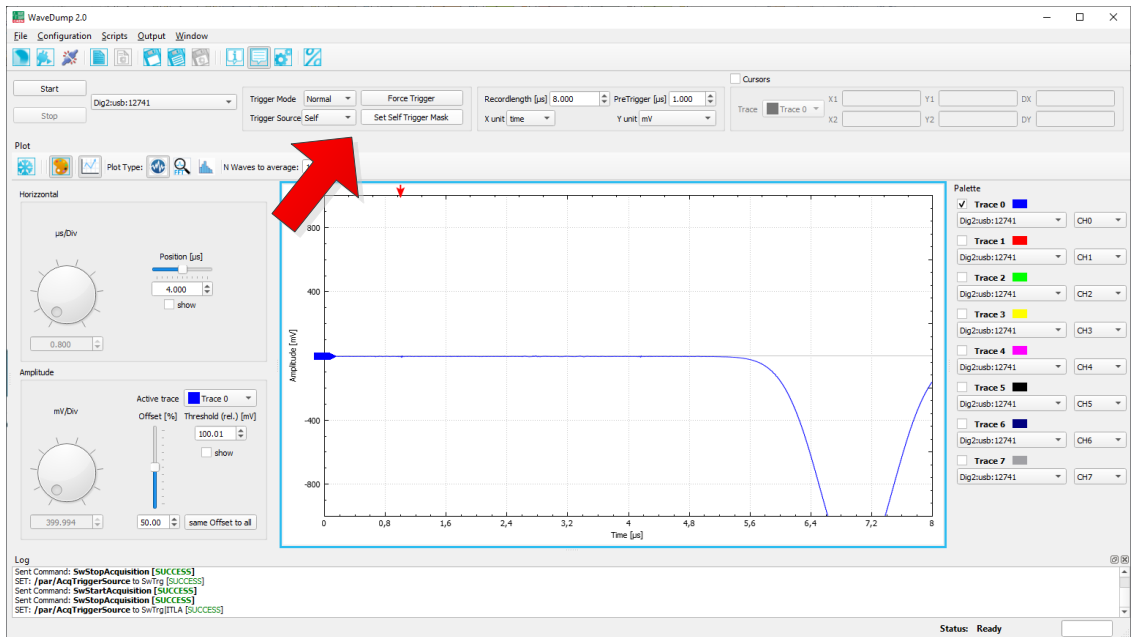 WaveDump 2.0
File Configuration Scripts Output Window
Start
Stop
Dig2:usb:12741
Trigger Mode Normal Force Trigger
Trigger Source Self Set Self Trigger Mask
Recordlength [µs] 8.000 PreTrigger [µs] 1.000
X unit time Y unit mV
Cursors
Trace Trace 0 X1 Y1 DX
X2 Y2 DY
Plot
Plot Type: FFT N Waves to average:
Horizontal
µs/Div
Position [µs]
4.000
show
0.800
Amplitude
Active trace Trace 0
mV/Div
Offset [%] Threshold (rel.) [mV]
100.01
show
399.994
50.00 same Offset to all
800
400
-400
-800
Amplitude [mV]
0 0,8 1,6 2,4 3,2 4 4,8 5,6 6,4 7,2 8
Time [µs]
Palette
Trace 0
Dig2:usb:12741 CH0
Trace 1
Dig2:usb:12741 CH1
Trace 2
Dig2:usb:12741 CH2
Trace 3
Dig2:usb:12741 CH3
Trace 4
Dig2:usb:12741 CH4
Trace 5
Dig2:usb:12741 CH5
Trace 6
Dig2:usb:12741 CH6
Trace 7
Dig2:usb:12741 CH7
Log
Sent Command: SwStopAcquisition [SUCCESS]
SET: /par/AcqTriggerSource to SwTrg [SUCCESS]
Sent Command: SwStartAcquisition [SUCCESS]
Sent Command: SwStopAcquisition [SUCCESS]
SET: /par/AcqTriggerSource to SwTrg|ITLA [SUCCESS]
Status: Ready